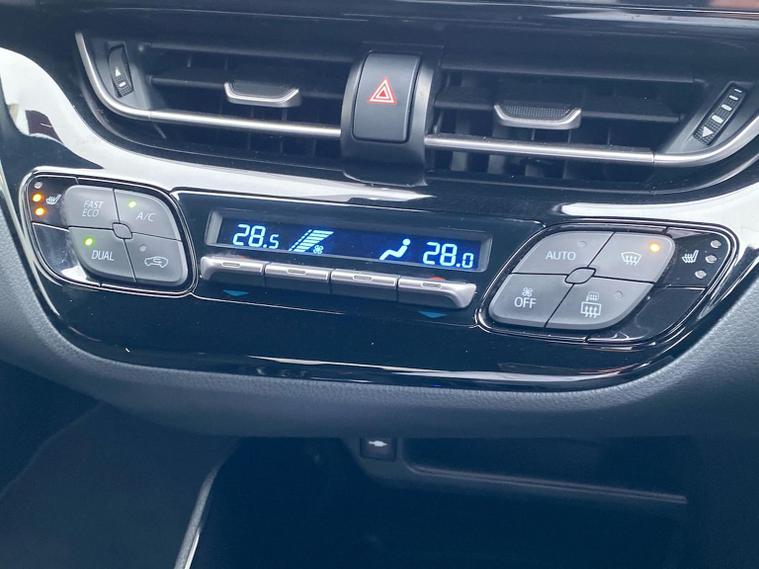 28.5
28.0
FAST
ECO
A/C
DUAL
AUTO
OFF